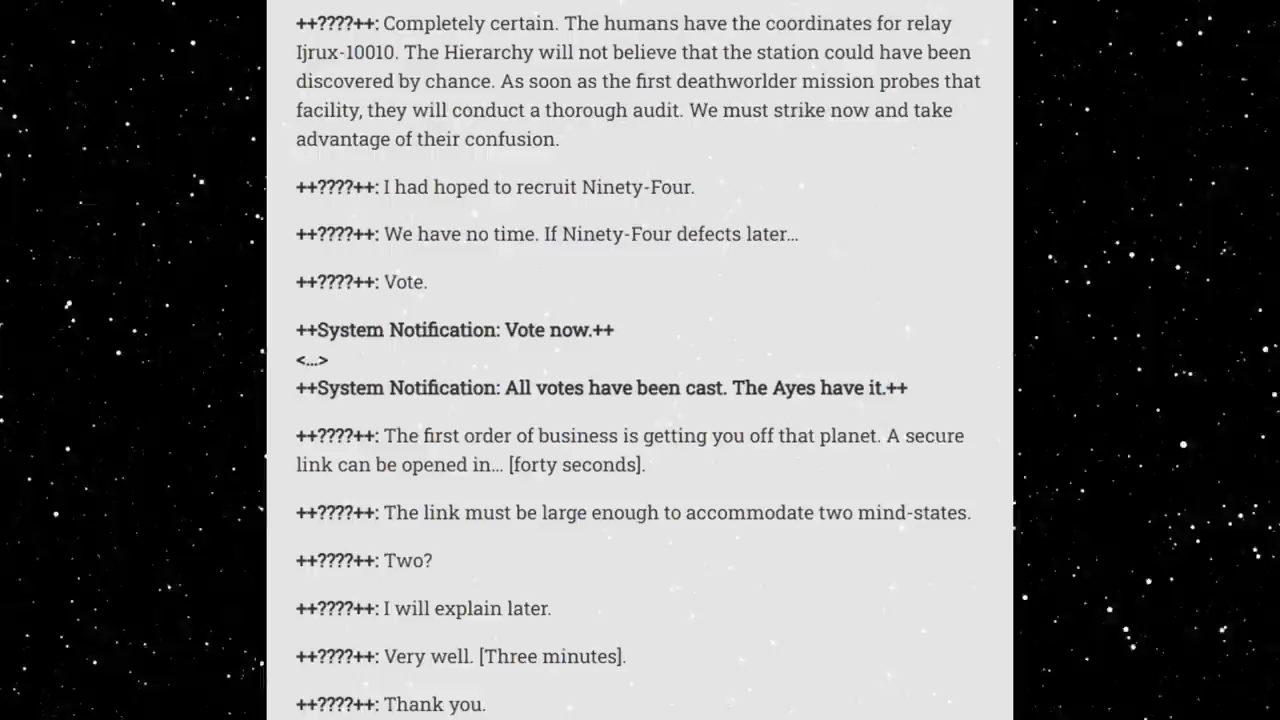 ++????++: Completely certain. The humans have the coordinates for relay
Ijrux-10010. The Hierarchy will not believe that the station could have been
discovered by chance. As soon as the first deathworlder mission probes that
facility, they will conduct a thorough audit. We must strike now and take
advantage of their confusion.
++????++: I had hoped to recruit Ninety-Four.
++????++: We have no time. If Ninety-Four defects later...
++????++: Vote.
++System Notification: Vote now.++
<...>
++System Notification: All votes have been cast. The Ayes have it.++
++????++: The first order of business is getting you off that planet. A secure
link can be opened in... [forty seconds].
++????++: The link must be large enough to accommodate two mind-states.
++????++: Two?
++????++: I will explain later.
++????++: Very well. [Three minutes].
++????++: Thank you.